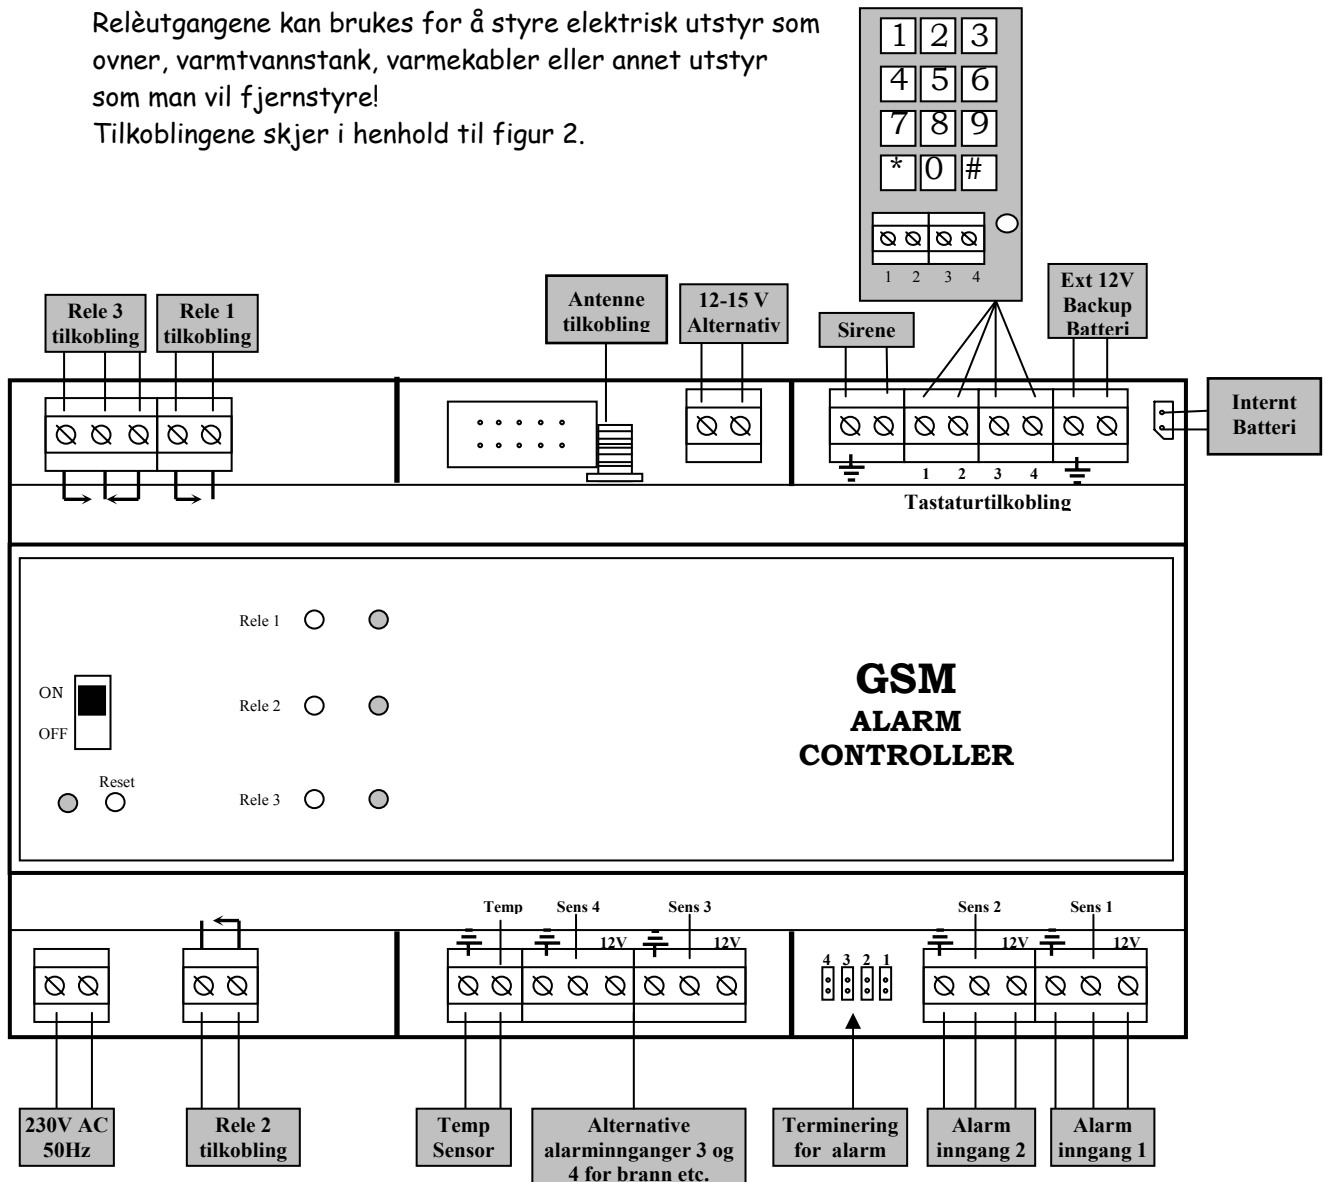 Relèutgangene kan brukes for å styre elektrisk utstyr som
ovner, varmtvannstank, varmekabler eller annet utstyr
som man vil fjernstyre!
Tilkoblingene skjer i henhold til figur 2.
1 2 3
4 5 6
7 8 9
* 0 #
1 2 3 4
Rele 3
tilkobling
Rele 1
tilkobling
Antenne
tilkobling
12-15 V
Alternativ
Sirene
Ext 12V
Backup
Batteri
Internt
Batteri
1 2 3 4
Tastaturtilkobling
Rele 1
ON
OFF
Rele 2
Reset
Rele 3
GSM
ALARM
CONTROLLER
Temp
Sens 4
12V
Sens 3
12V
4 3 2 1
Sens 2
12V
Sens 1
12V
230V AC
50Hz
Rele 2
tilkobling
Temp
Sensor
Alternative
alarminnganger 3 og
4 for brann etc.
Terminering
for alarm
Alarm
inngang 2
Alarm
inngang 1